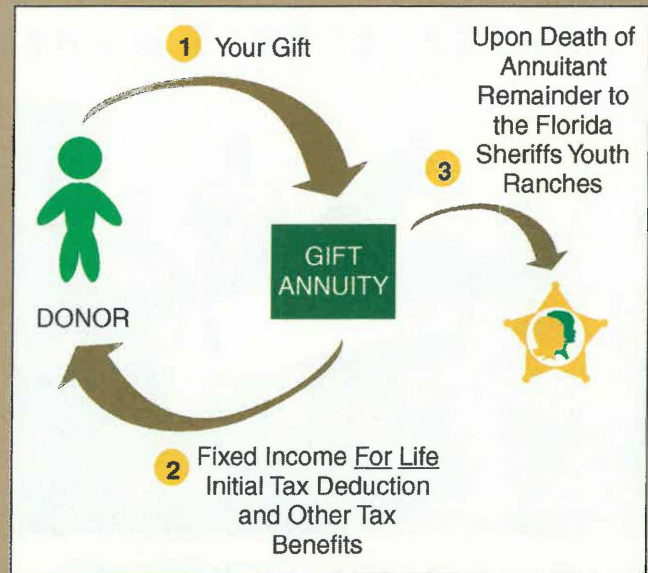 1 Your Gift
Upon Death of
Annuitant
Remainder to
the Florida
Sheriffs Youth
Ranches
3
GIFT
ANNUITY
DONOR
2 Fixed Income For Life
Initial Tax Deduction
and Other Tax
Benefits